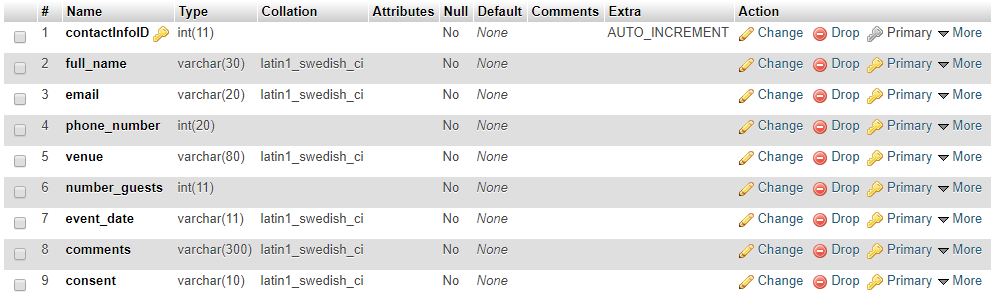 # Name Type Collation Attributes Null Default Comments Extra Action
1 contactInfoID int(11) No None AUTO_INCREMENT Change Drop Primary More
2 full_name varchar(30) latin1_swedish_ci No None Change Drop Primary More
3 email varchar(20) latin1_swedish_ci No None Change Drop Primary More
4 phone_number int(20) No None Change Drop Primary More
5 venue varchar(80) latin1_swedish_ci No None Change Drop Primary More
6 number_guests int(11) No None Change Drop Primary More
7 event_date varchar(11) latin1_swedish_ci No None Change Drop Primary More
8 comments varchar(300) latin1_swedish_ci No None Change Drop Primary More
9 consent varchar(10) latin1_swedish_ci No None Change Drop Primary More